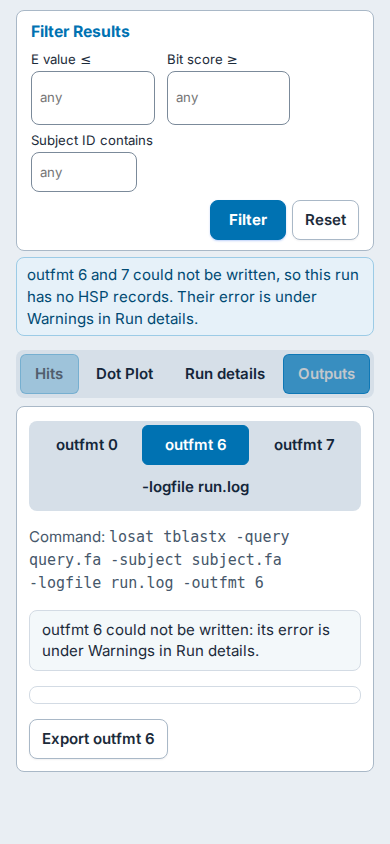 Filter Results
E value ≤
Bit score ≥
any
any
Subject ID contains
any
Filter
Reset
outfmt 6 and 7 could not be written, so this run
has no HSP records. Their error is under
Warnings in Run details.
Hits
Dot Plot
Run details
Outputs
outfmt 0
outfmt 6
outfmt 7
-logfile run.log
Command: losat tblastx -query
query.fa -subject subject.fa
-logfile run.log -outfmt 6
outfmt 6 could not be written: its error is
under Warnings in Run details.
Export outfmt 6